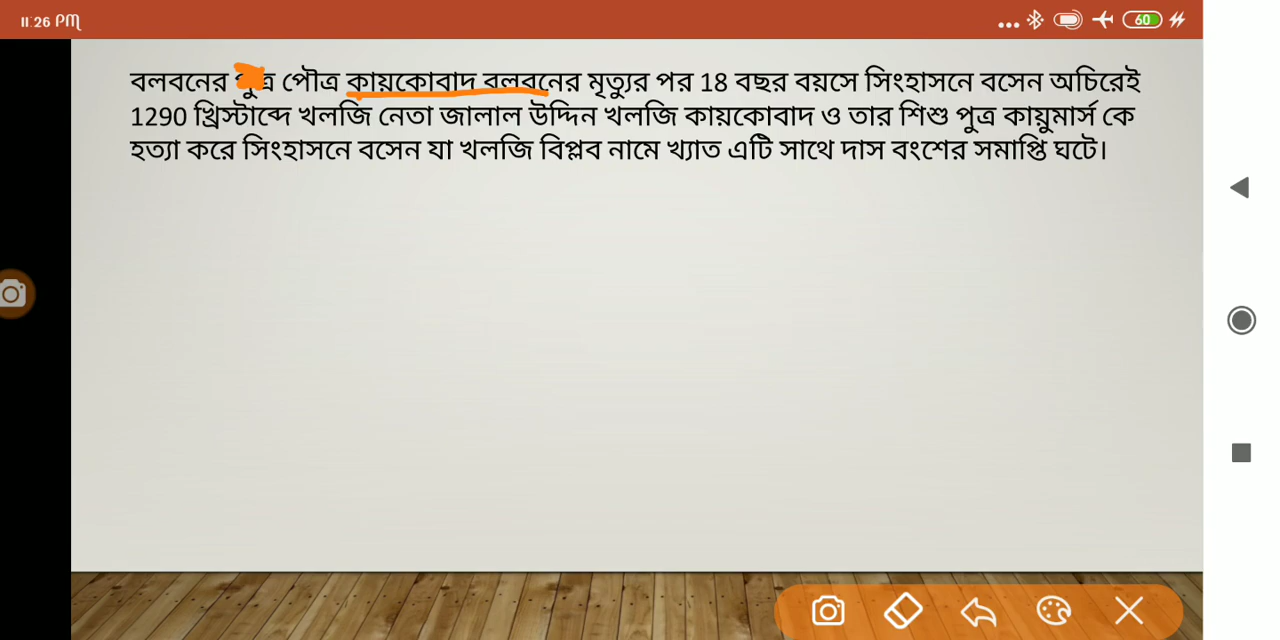 11:26 PM
60
বলবনের পুত্র পৌত্র কায়কোবাদ বলবনের মৃত্যুর পর 18 বছর বয়সে সিংহাসনে বসেন অচিরেই
1290 খ্রিস্টাব্দে খলজি নেতা জালাল উদ্দিন খলজি কায়কোবাদ ও তার শিশু পুত্র কায়ুমার্স কে
হত্যা করে সিংহাসনে বসেন যা খলজি বিপ্লব নামে খ্যাত এটি সাথে দাস বংশের সমাপ্তি ঘটে।